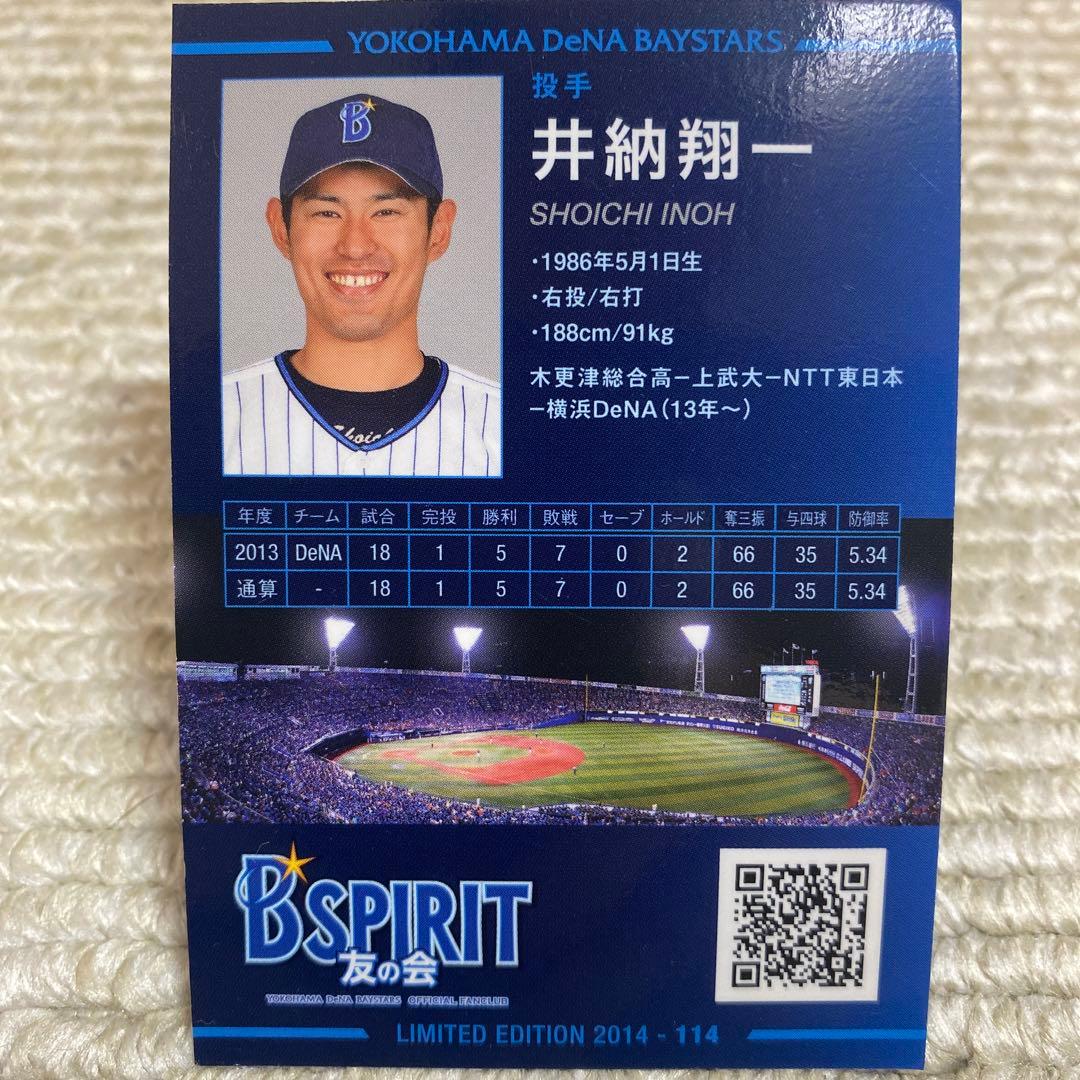 YOKOHAMA DeNA BAYSTARS
投手
井納翔一
SHOICHI INOH
・1986年5月1日生
・右投/右打
・188cm/91kg
木更津総合高−上武大−NTT東日本
−横浜DeNA(13年〜)
年度 チーム 試合 完投 勝利 敗戦 セーブ ホールド 奪三振 与四球 防御率
2013 DeNA 18 1 5 7 0 2 66 35 5.34
通算 - 18 1 5 7 0 2 66 35 5.34
B'SPIRIT
友の会
YOKOHAMA DeNA BAYSTARS OFFICIAL FANCLUB
LIMITED EDITION 2014 - 114